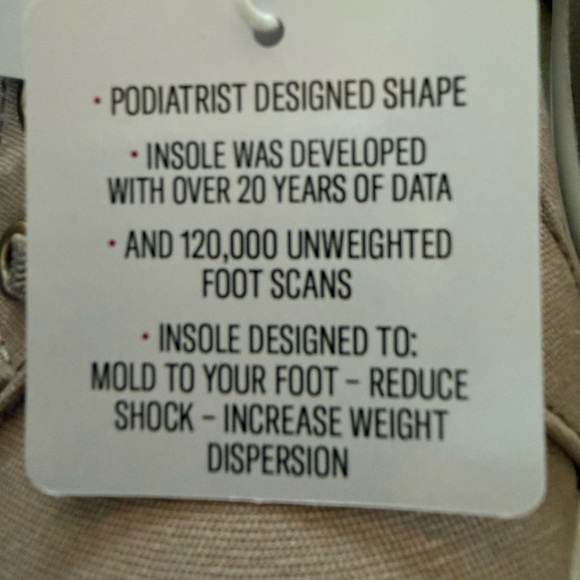 • PODIATRIST DESIGNED SHAPE
• INSOLE WAS DEVELOPED
WITH OVER 20 YEARS OF DATA
• AND 120,000 UNWEIGHTED
FOOT SCANS
• INSOLE DESIGNED TO:
MOLD TO YOUR FOOT – REDUCE
SHOCK – INCREASE WEIGHT
DISPERSION